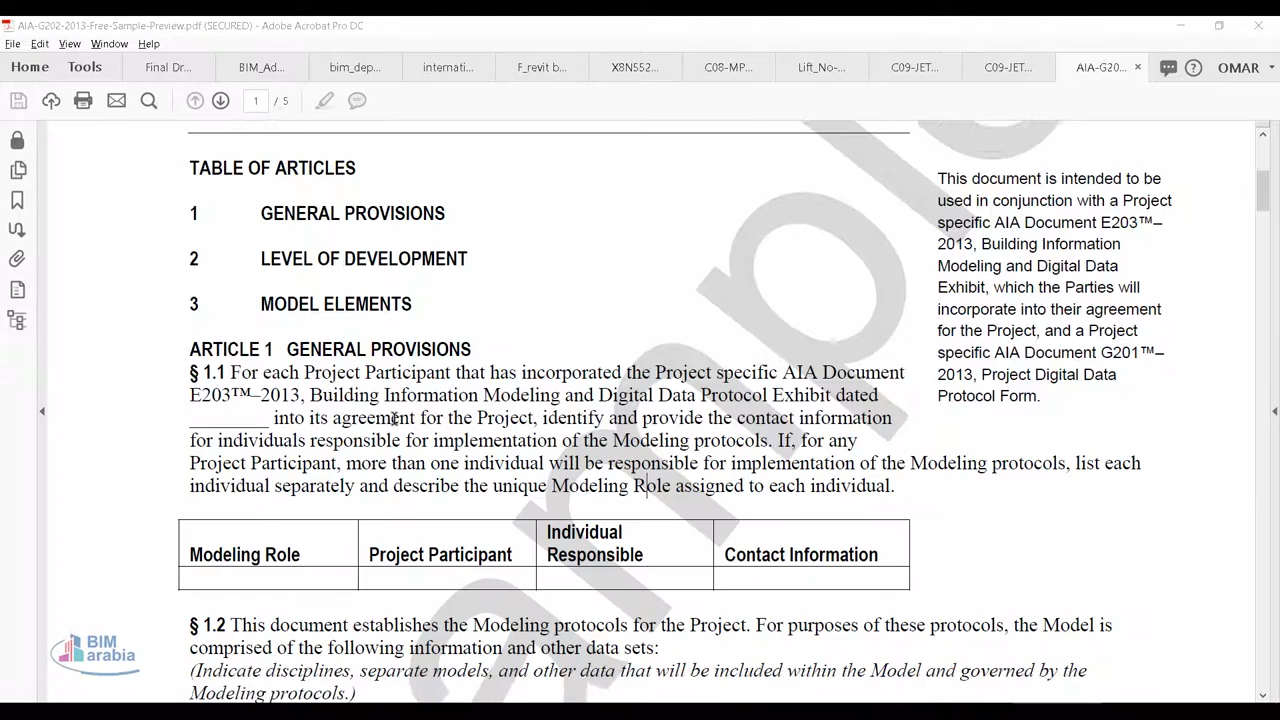 AIA-G202-2013-Free-Sample-Preview.pdf (SECURED) - Adobe Acrobat Pro DC
File Edit View Window Help
Home Tools Final Dr... BIM_Ad... bim_dep... internati... F_revit b... X8N552... C08-MP... Lift_No-... C09-JET... C09-JET... AIA-G20... × OMAR
1 / 5
TABLE OF ARTICLES
1 GENERAL PROVISIONS
2 LEVEL OF DEVELOPMENT
3 MODEL ELEMENTS
ARTICLE 1 GENERAL PROVISIONS
§ 1.1 For each Project Participant that has incorporated the Project specific AIA Document
E203™–2013, Building Information Modeling and Digital Data Protocol Exhibit dated
________ into its agreement for the Project, identify and provide the contact information
for individuals responsible for implementation of the Modeling protocols. If, for any
Project Participant, more than one individual will be responsible for implementation of the Modeling protocols, list each
individual separately and describe the unique Modeling Role assigned to each individual.
Modeling Role Project Participant Individual Responsible Contact Information
§ 1.2 This document establishes the Modeling protocols for the Project. For purposes of these protocols, the Model is
comprised of the following information and other data sets:
(Indicate disciplines, separate models, and other data that will be included within the Model and governed by the
Modeling protocols.)
This document is intended to be
used in conjunction with a Project
specific AIA Document E203™–
2013, Building Information
Modeling and Digital Data
Exhibit, which the Parties will
incorporate into their agreement
for the Project, and a Project
specific AIA Document G201™–
2013, Project Digital Data
Protocol Form.
BIM
arabia